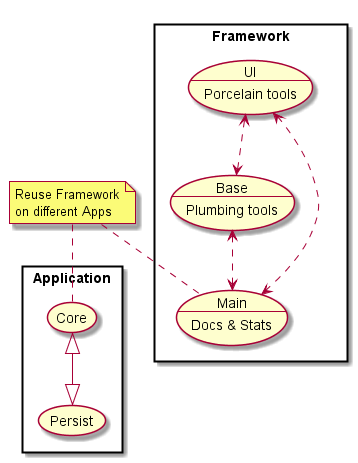 Framework
UI
Porcelain tools
Base
Plumbing tools
Reuse Framework
on different Apps
Application
Main
Docs & Stats
Core
Persist